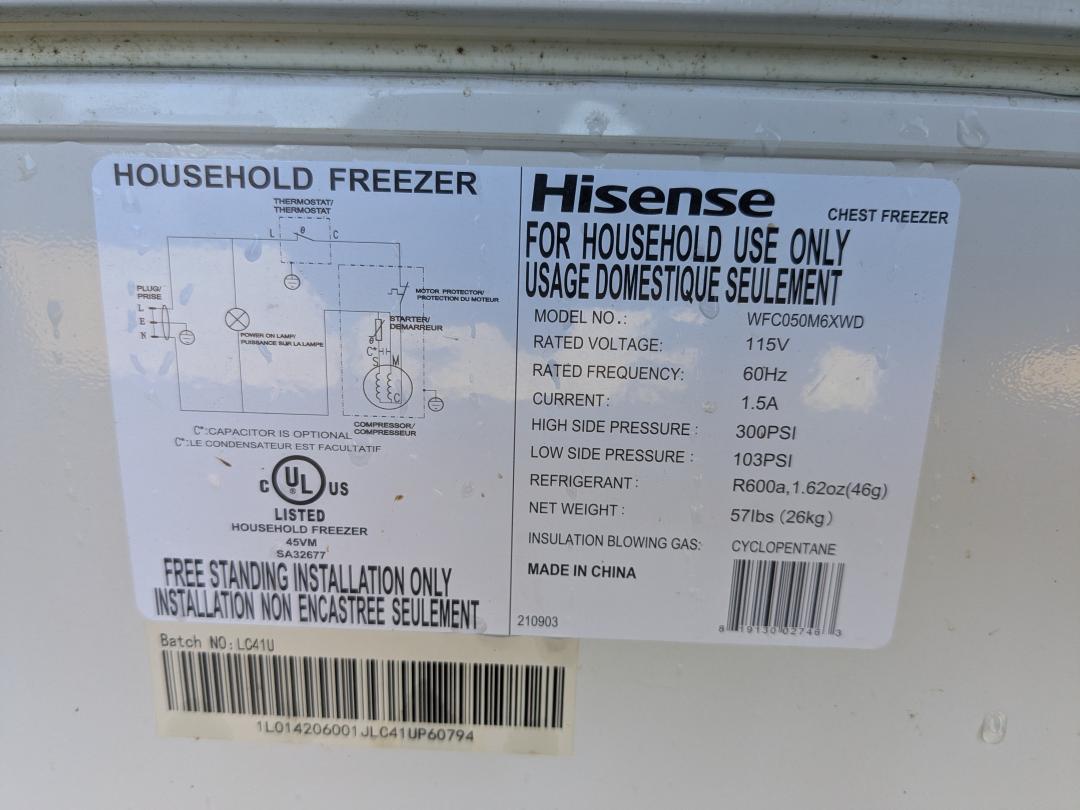 HOUSEHOLD FREEZER
THERMOSTAT/
THERMOSTAT
L θ C
PLUG/
PRISE
L
E
N
POWER ON LAMP/
PUISSANCE SUR LA LAMPE
MOTOR PROTECTOR/
PROTECTION DU MOTEUR
STARTER/
DEMARREUR
θ
C*
S M
C
COMPRESSOR/
COMPRESSEUR
C*:CAPACITOR IS OPTIONAL
C*:LE CONDENSATEUR EST FACULTATIF
C UL US
LISTED
HOUSEHOLD FREEZER
45VM
SA32677
FREE STANDING INSTALLATION ONLY
INSTALLATION NON ENCASTREE SEULEMENT
Hisense CHEST FREEZER
FOR HOUSEHOLD USE ONLY
USAGE DOMESTIQUE SEULEMENT
MODEL NO.: WFC050M6XWD
RATED VOLTAGE: 115V
RATED FREQUENCY: 60Hz
CURRENT: 1.5A
HIGH SIDE PRESSURE: 300PSI
LOW SIDE PRESSURE: 103PSI
REFRIGERANT: R600a,1.62oz(46g)
NET WEIGHT: 57lbs (26kg)
INSULATION BLOWING GAS: CYCLOPENTANE
MADE IN CHINA
210903
8 19130 02746 3
Batch NO:LC41U
1L014206001JLC41UP60794